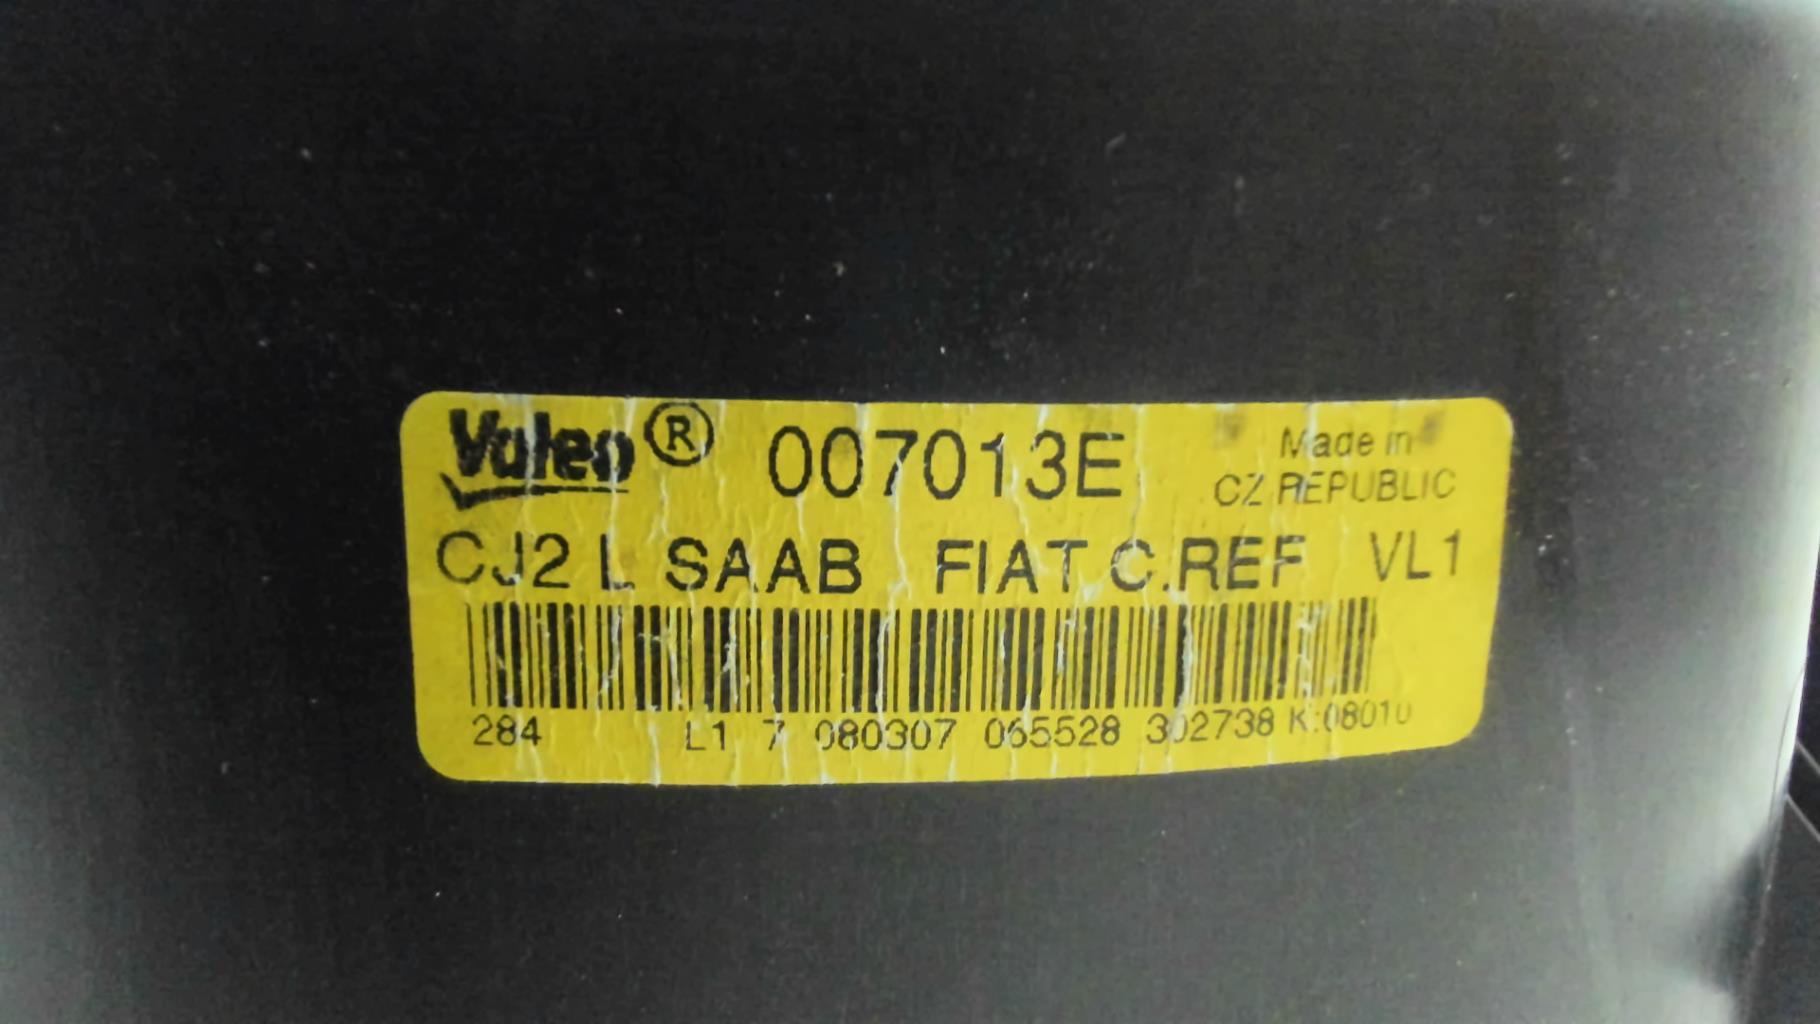 Valeo® 007013E Made in
CZ REPUBLIC
CJ2 L SAAB FIAT C.REF VL1
284 L1 7 080307 065528 302738 K:08010